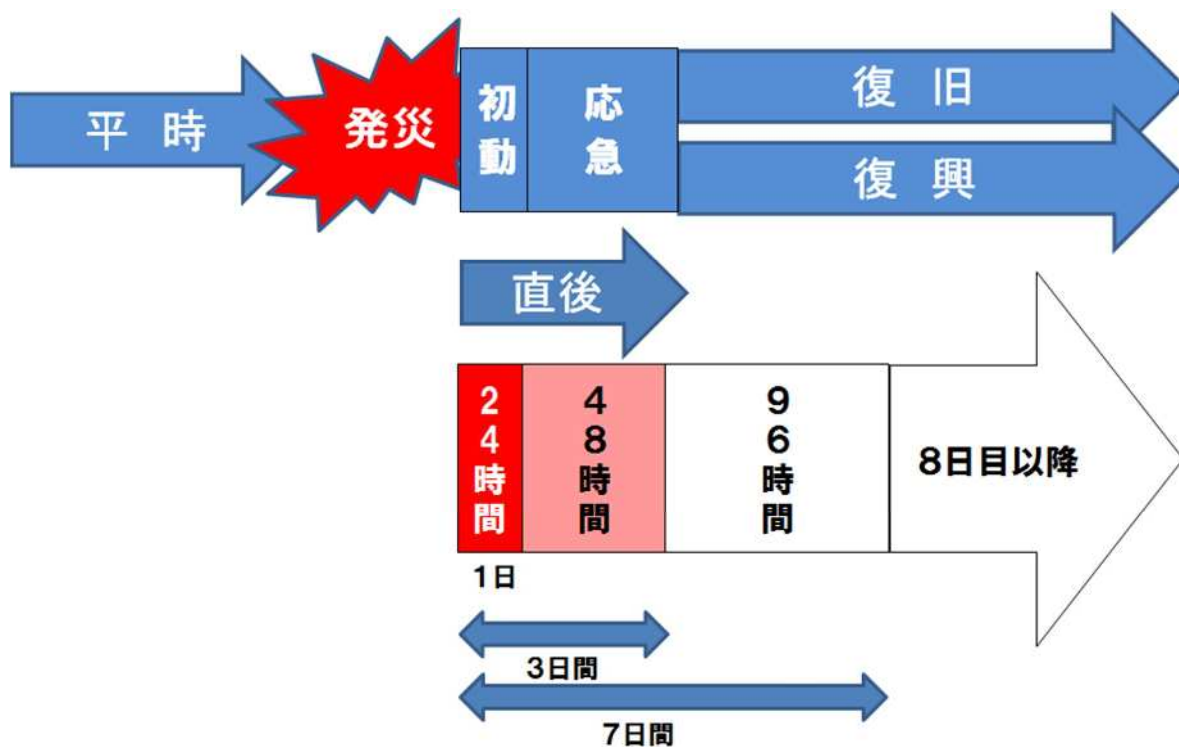 平 時
発災
初動
応急
復 旧
復 興
直後
24時間
48時間
96時間
8日目以降
1日
3日間
7日間